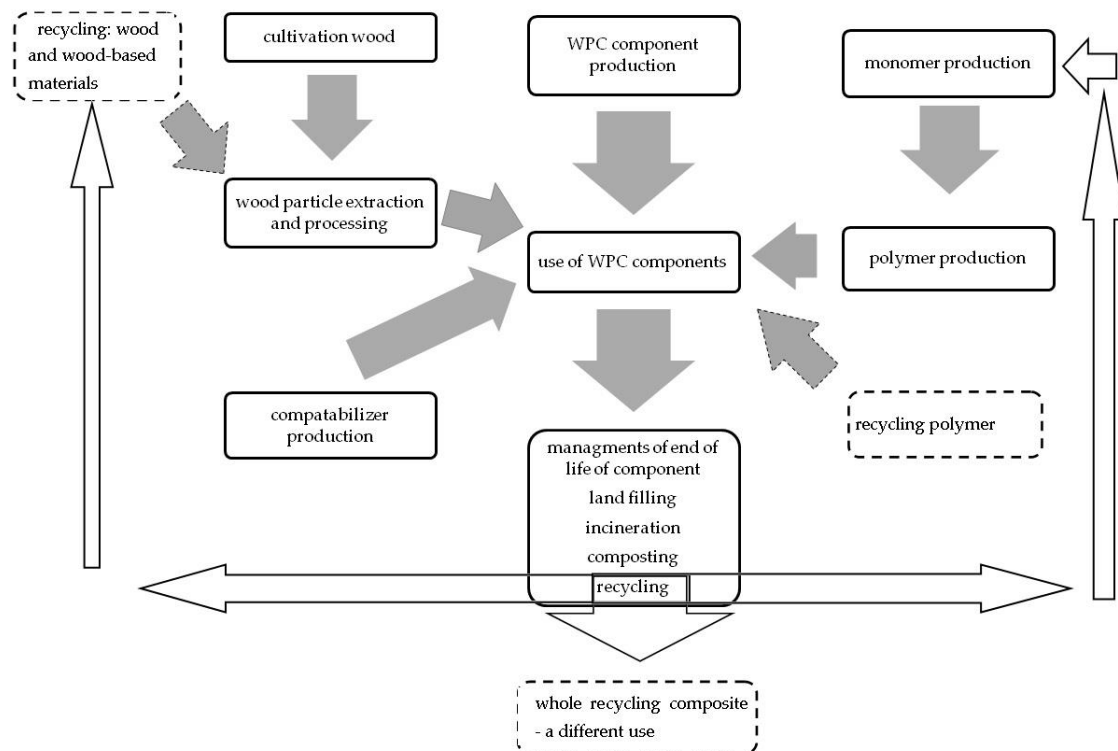 recycling: wood
and wood-based
materials
cultivation wood
WPC component
production
monomer production
wood particle extraction
and processing
use of WPC components
polymer production
compatabilizer
production
recycling polymer
managments of end of
life of component
land filling
incineration
composting
recycling
whole recycling composite
- a different use